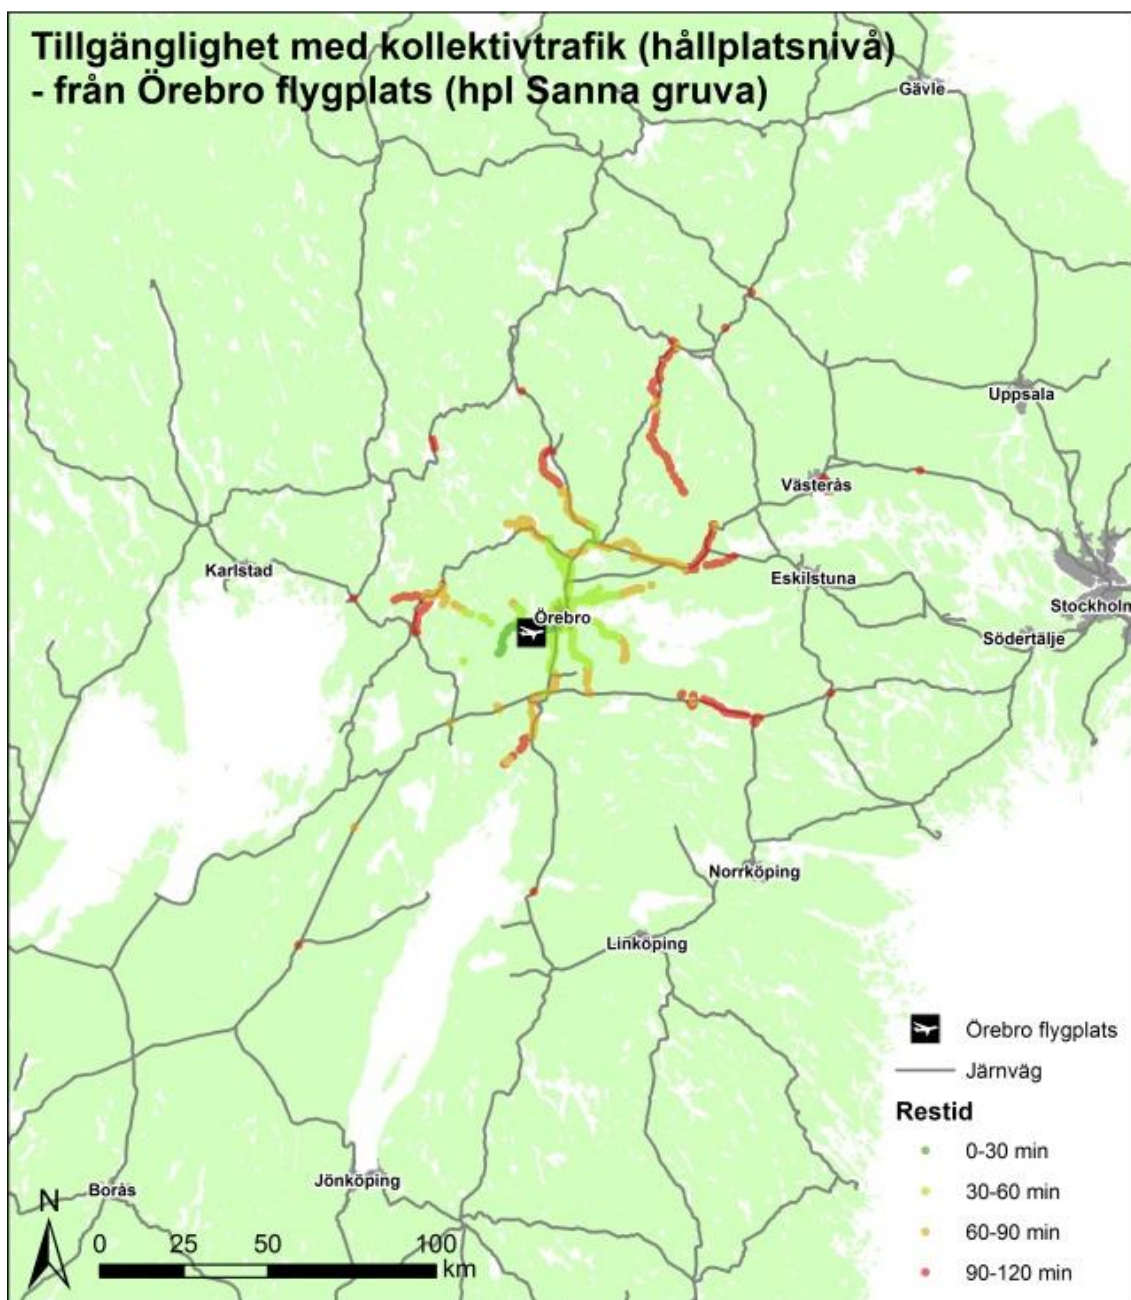 Tillgänglighet med kollektivtrafik (hållplatsnivå)
- från Örebro flygplats (hpl Sanna gruva)
Gävle
Uppsala
Västerås
Karlstad
Eskilstuna
Stockholm
Örebro
Södertälje
Norrköping
Linköping
Örebro flygplats
Järnväg
Restid
0-30 min
30-60 min
60-90 min
90-120 min
Jönköping
Borås
N
0 25 50 100
km